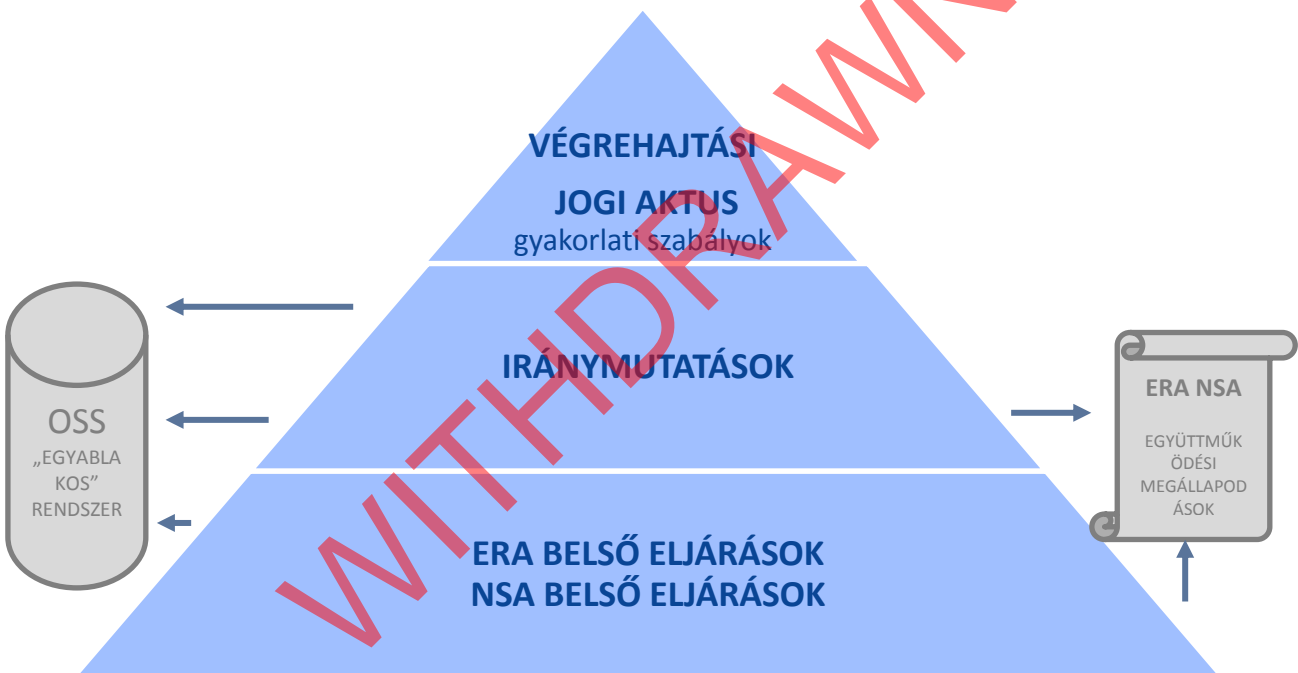 VÉGREHAJTÁSI
JOGI AKTUS
gyakorlati szabályok
IRÁNYMUTATÁSOK
ERA BELSŐ ELJÁRÁSOK
NSA BELSŐ ELJÁRÁSOK
OSS
„EGYABLA
KOS”
RENDSZER
ERA NSA
EGYÜTTMŰK
ÖDÉSI
MEGÁLLAPOD
ÁSOK
WITHDRAWN